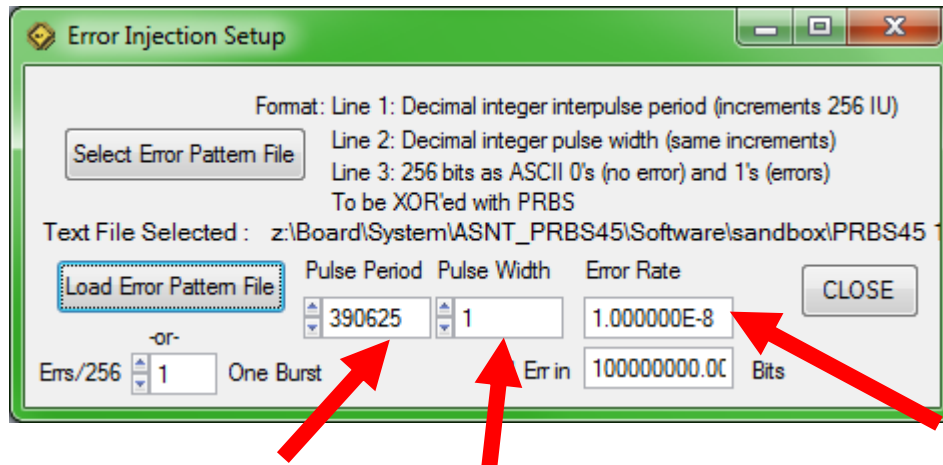 Error Injection Setup
Format: Line 1: Decimal integer interpulse period (increments 256 IU)
Select Error Pattern File
Line 2: Decimal integer pulse width (same increments)
Line 3: 256 bits as ASCII 0's (no error) and 1's (errors)
To be XOR'ed with PRBS
Text File Selected : z:\Board\System\ASNT_PRBS45\Software\sandbox\PRBS45
Load Error Pattern File
Pulse Period Pulse Width Error Rate
390625 1 1.000000E-8
CLOSE
-or-
Errs/256 1 One Burst Err in 100000000.00 Bits